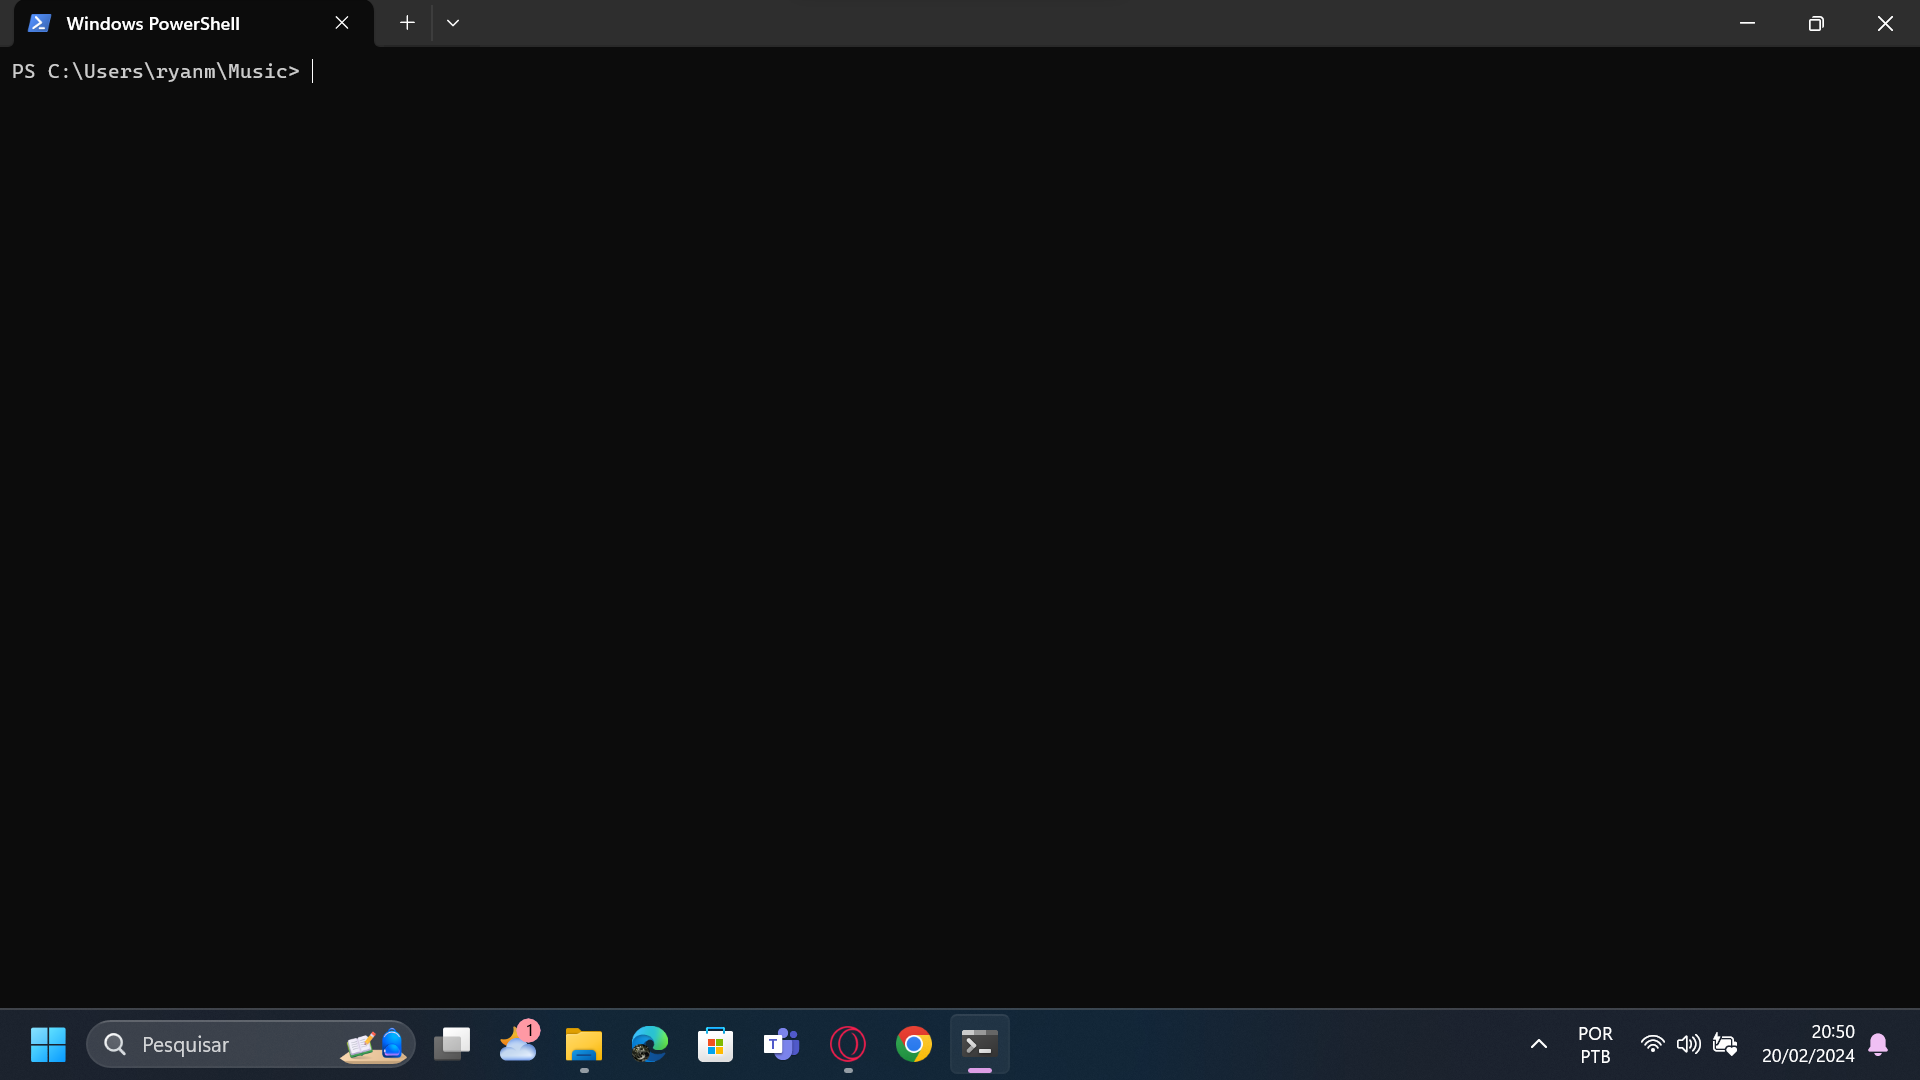 Windows PowerShell
PS C:\Users\ryanm\Music>
Pesquisar
1
T
POR
PTB
20:50
20/02/2024